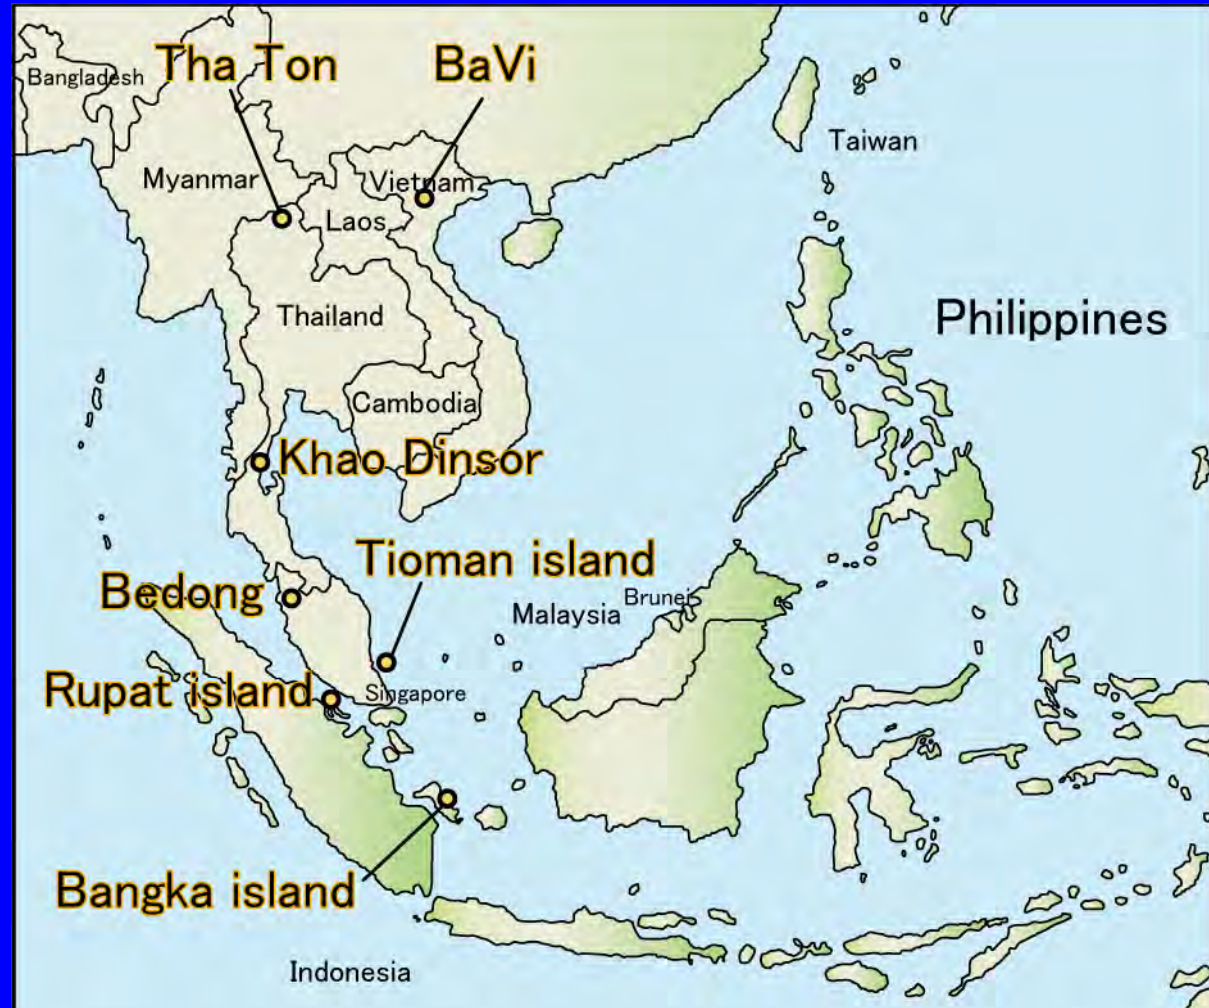 Tha Ton
BaVi
Bangladesh
Taiwan
Myanmar
Vietnam
Laos
Thailand
Philippines
Cambodia
Khao Dinsor
Tioman island
Bedong
Brunei
Malaysia
Rupat island
Singapore
Bangka island
Indonesia